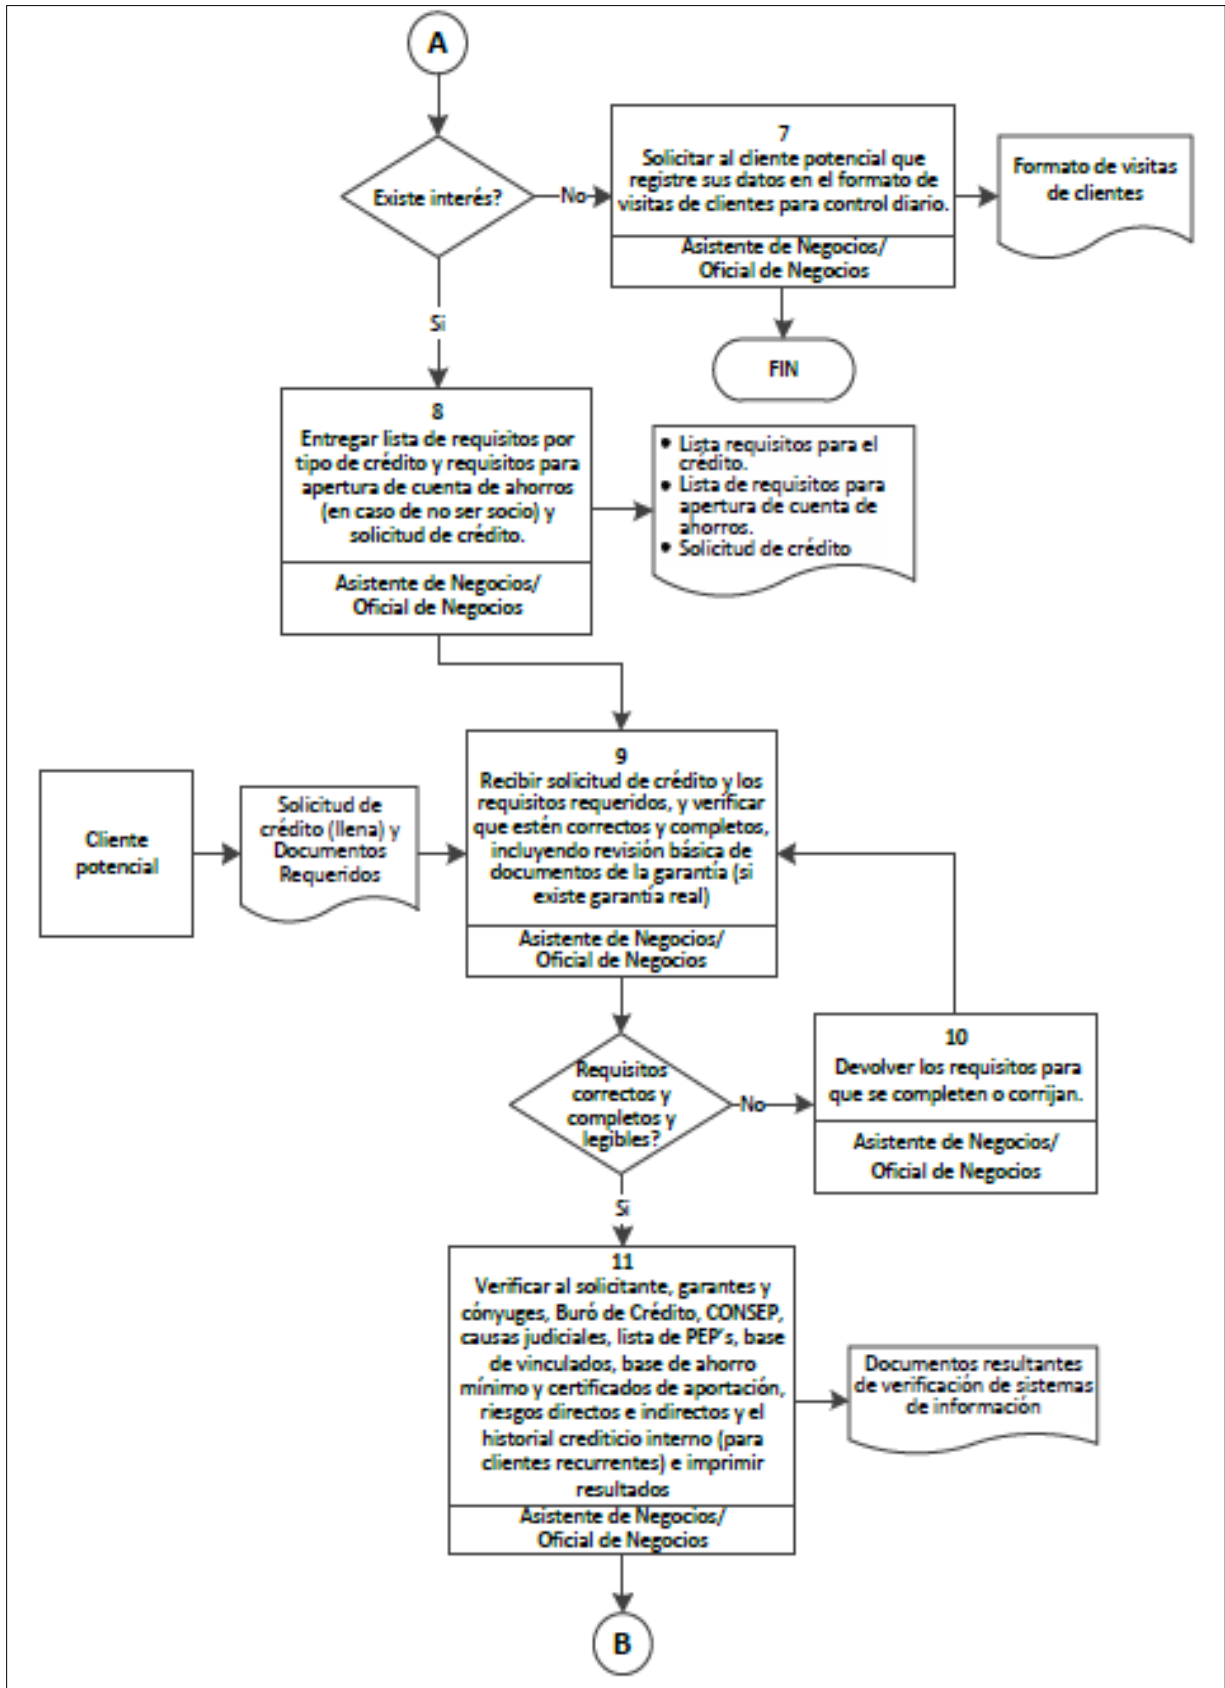 A
Existe interés?
No
7
Solicitar al cliente potencial que
registre sus datos en el formato de
visitas de clientes para control diario.
Asistente de Negocios/
Oficial de Negocios
Formato de visitas
de clientes
FIN
Si
8
Entregar lista de requisitos por
tipo de crédito y requisitos para
apertura de cuenta de ahorros
(en caso de no ser socio) y
solicitud de crédito.
Asistente de Negocios/
Oficial de Negocios
• Lista requisitos para el
crédito.
• Lista de requisitos para
apertura de cuenta de
ahorros.
• Solicitud de crédito
Cliente
potencial
Solicitud de
crédito (llena) y
Documentos
Requeridos
9
Recibir solicitud de crédito y los
requisitos requeridos, y verificar
que estén correctos y completos,
incluyendo revisión básica de
documentos de la garantía (si
existe garantía real)
Asistente de Negocios/
Oficial de Negocios
Requisitos
correctos y
completos y
legibles?
No
10
Devolver los requisitos para
que se completen o corrijan.
Asistente de Negocios/
Oficial de Negocios
Si
11
Verificar al solicitante, garantes y
cónyuges, Buró de Crédito, CONSEP,
causas judiciales, lista de PEP's, base
de vinculados, base de ahorro
mínimo y certificados de aportación,
riesgos directos e indirectos y el
historial crediticio interno (para
clientes recurrentes) e imprimir
resultados
Asistente de Negocios/
Oficial de Negocios
Documentos resultantes
de verificación de sistemas
de información
B